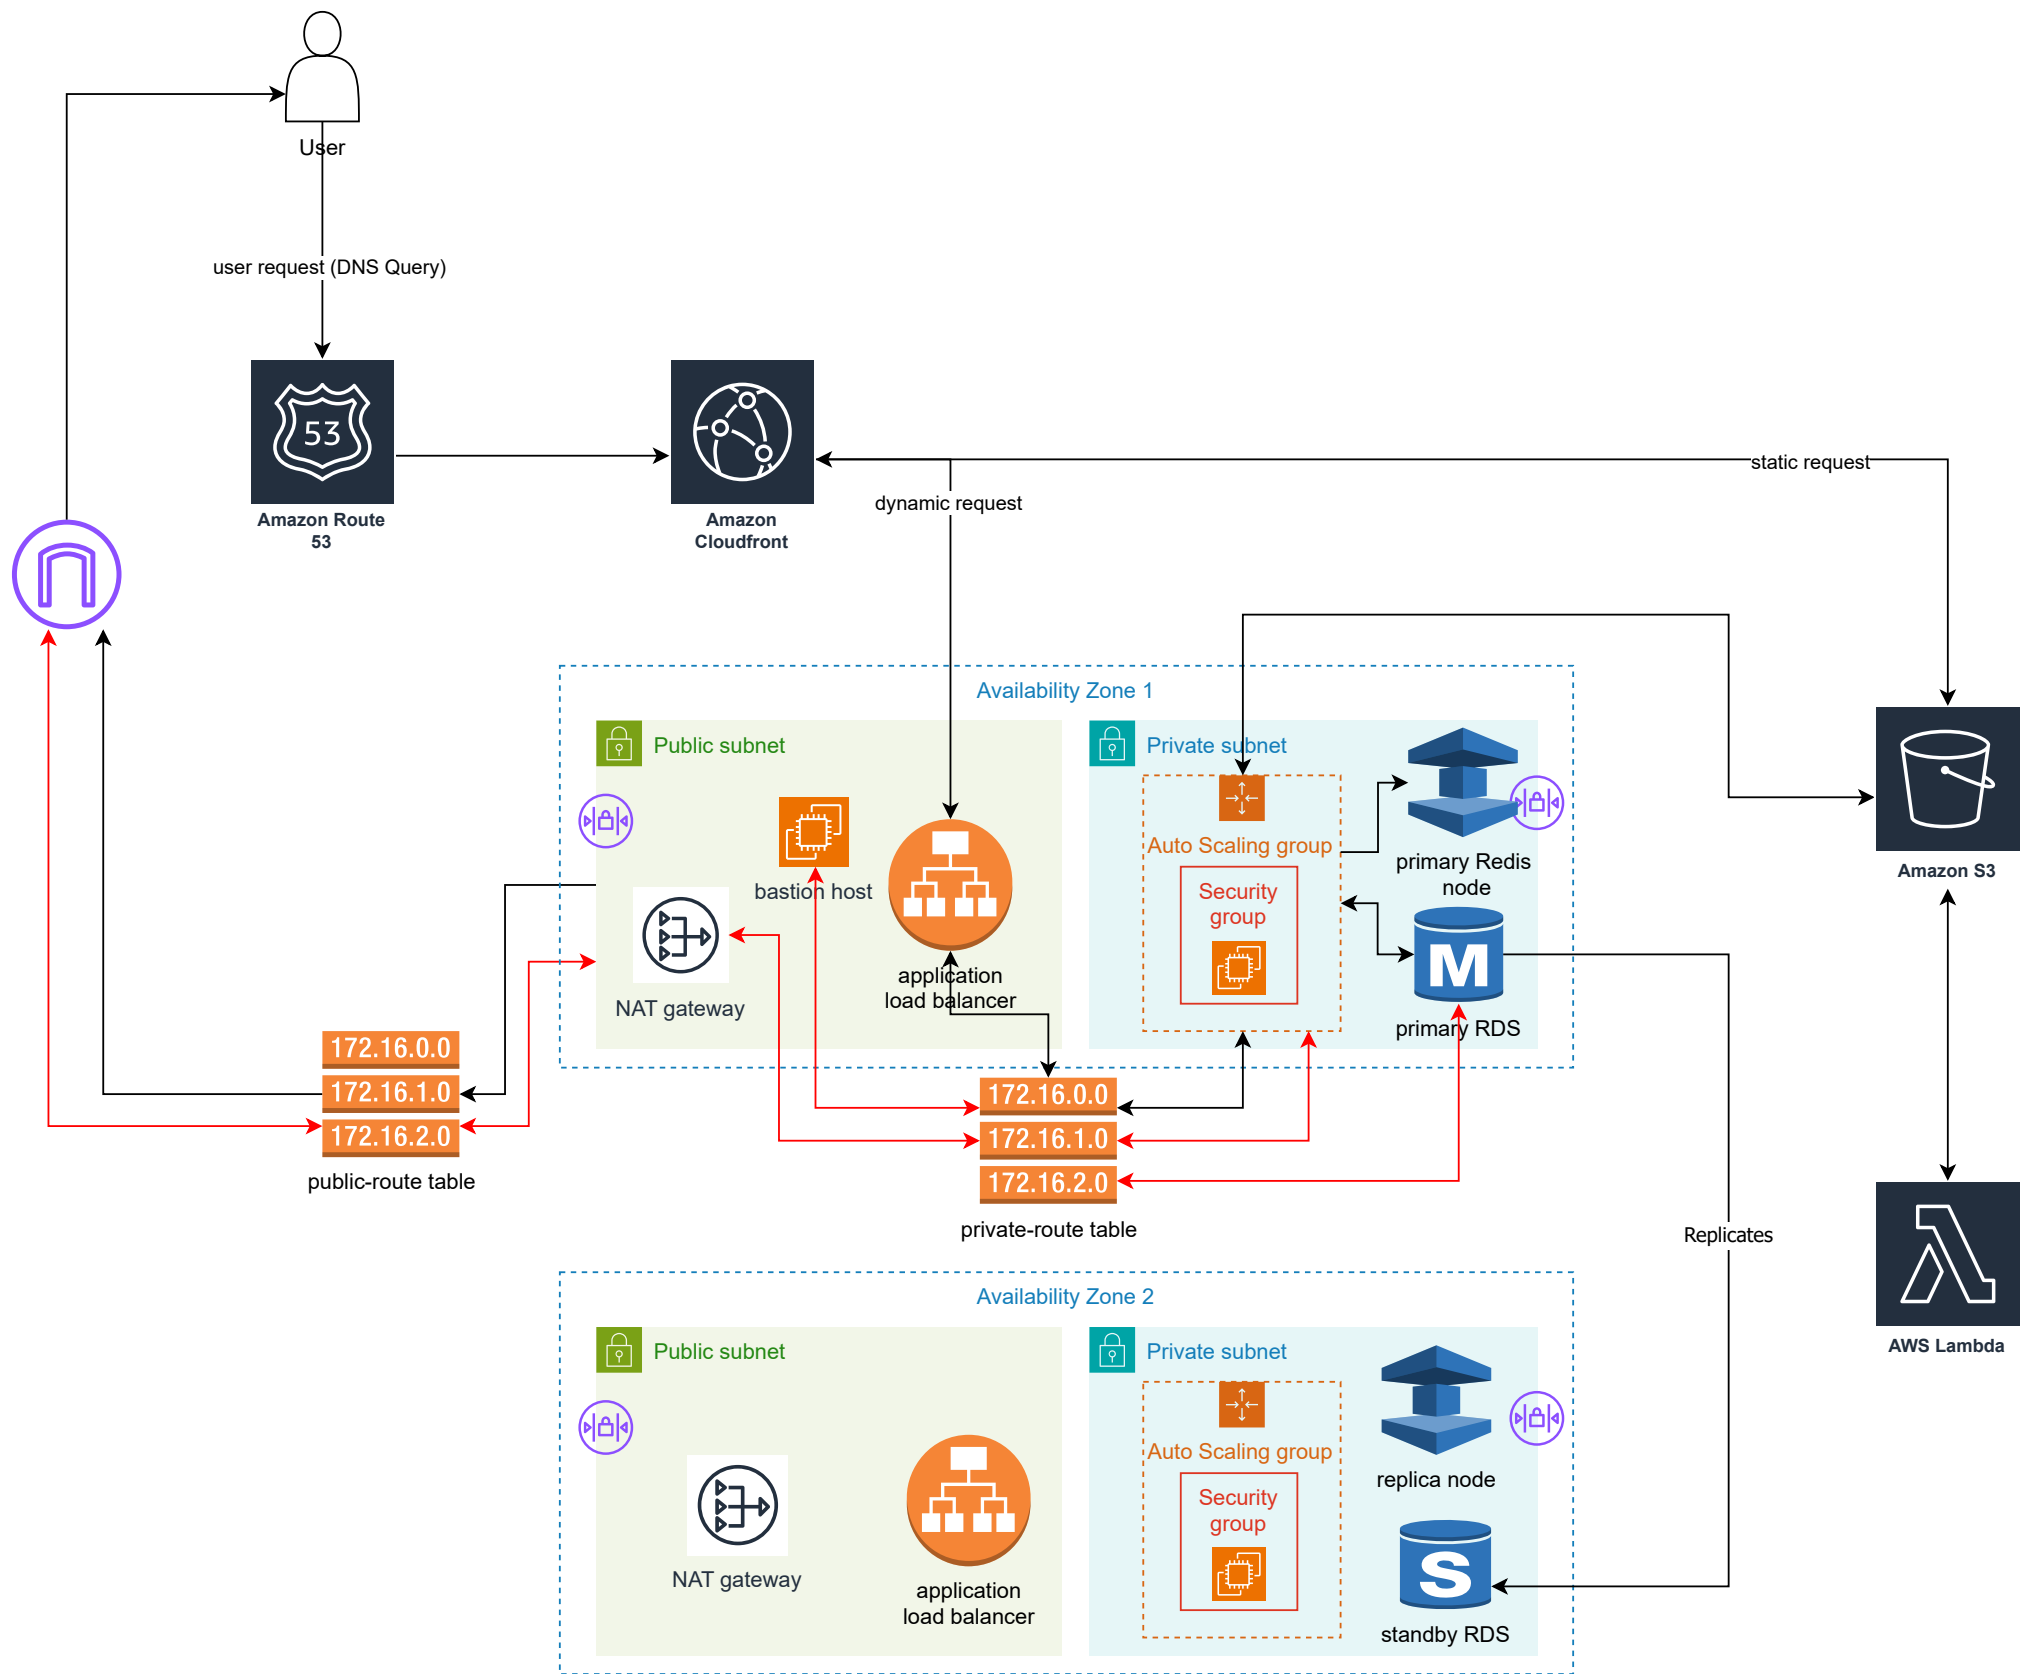 User
user request (DNS Query)
53
Amazon Route
53
Amazon
Cloudfront
static request
dynamic request
Availability Zone 1
Public subnet
Private subnet
Auto Scaling group
primary Redis
node
bastion host
Security
group
M
application
load balancer
NAT gateway
primary RDS
Amazon S3
172.16.0.0
172.16.1.0
172.16.2.0
public-route table
172.16.0.0
172.16.1.0
172.16.2.0
private-route table
Replicates
Availability Zone 2
AWS Lambda
Public subnet
Private subnet
Auto Scaling group
replica node
Security
group
S
NAT gateway
application
load balancer
standby RDS